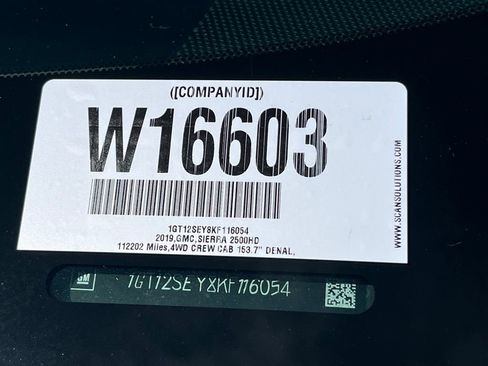 ([COMPANYID])
W16603
1GT12SEY8KF116054
2019,GMC,SIERRA 2500HD
112202 Miles,4WD CREW CAB 153.7" DENAL,
WWW.SCANSOLUTIONS.COM
GM
1GT12SEY8KF116054